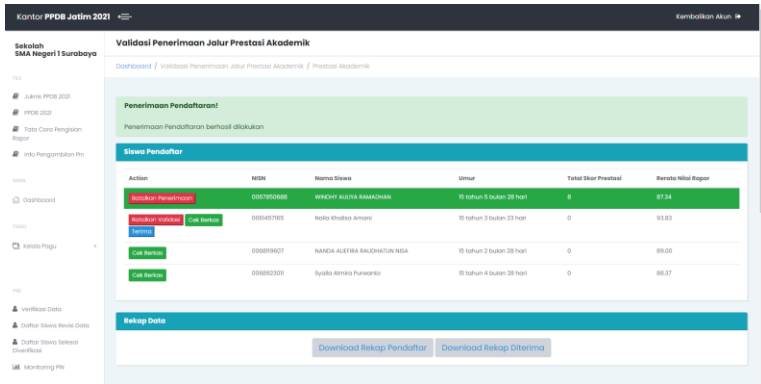 Kantor PPDB Jatim 2021
Kembalikan Akun
Sekolah
SMA Negeri 1 Surabaya
Validasi Penerimaan Jalur Prestasi Akademik
Dashboard / Validasi Penerimaan Jalur Prestasi Akademik / Prestasi Akademik
Juknis PPDB 2021
PPDB 2021
Tata Cara Pengisian
Rapor
Info Pengambilan Pin
Dashboard
Kelola Pagu
PIN
Verifikasi Data
Daftar Siswa Revisi Data
Daftar Siswa Selesai
Diverifikasi
Monitoring PIN
Penerimaan Pendaftaran!
Penerimaan Pendaftaran berhasil dilakukan
Siswa Pendaftar
Action NISN Nama Siswa Umur Total Skor Prestasi Rerata Nilai Rapor
Batalkan Penerimaan 0067850688 WINDHY AULIYA RAMADHAN 15 tahun 5 bulan 28 hari 8 87.34
Batalkan Validasi Cek Berkas 0061457165 Naila Khalisa Amani 15 tahun 3 bulan 23 hari 0 93.83
Terima
Cek Berkas 0068119607 NANDA ALIEFIRA RAUDHATUN NISA 15 tahun 2 bulan 28 hari 0 89.00
Cek Berkas 0068923011 Syaila Almira Purwanto 15 tahun 4 bulan 28 hari 0 88.37
Rekap Data
Download Rekap Pendaftar Download Rekap Diterima